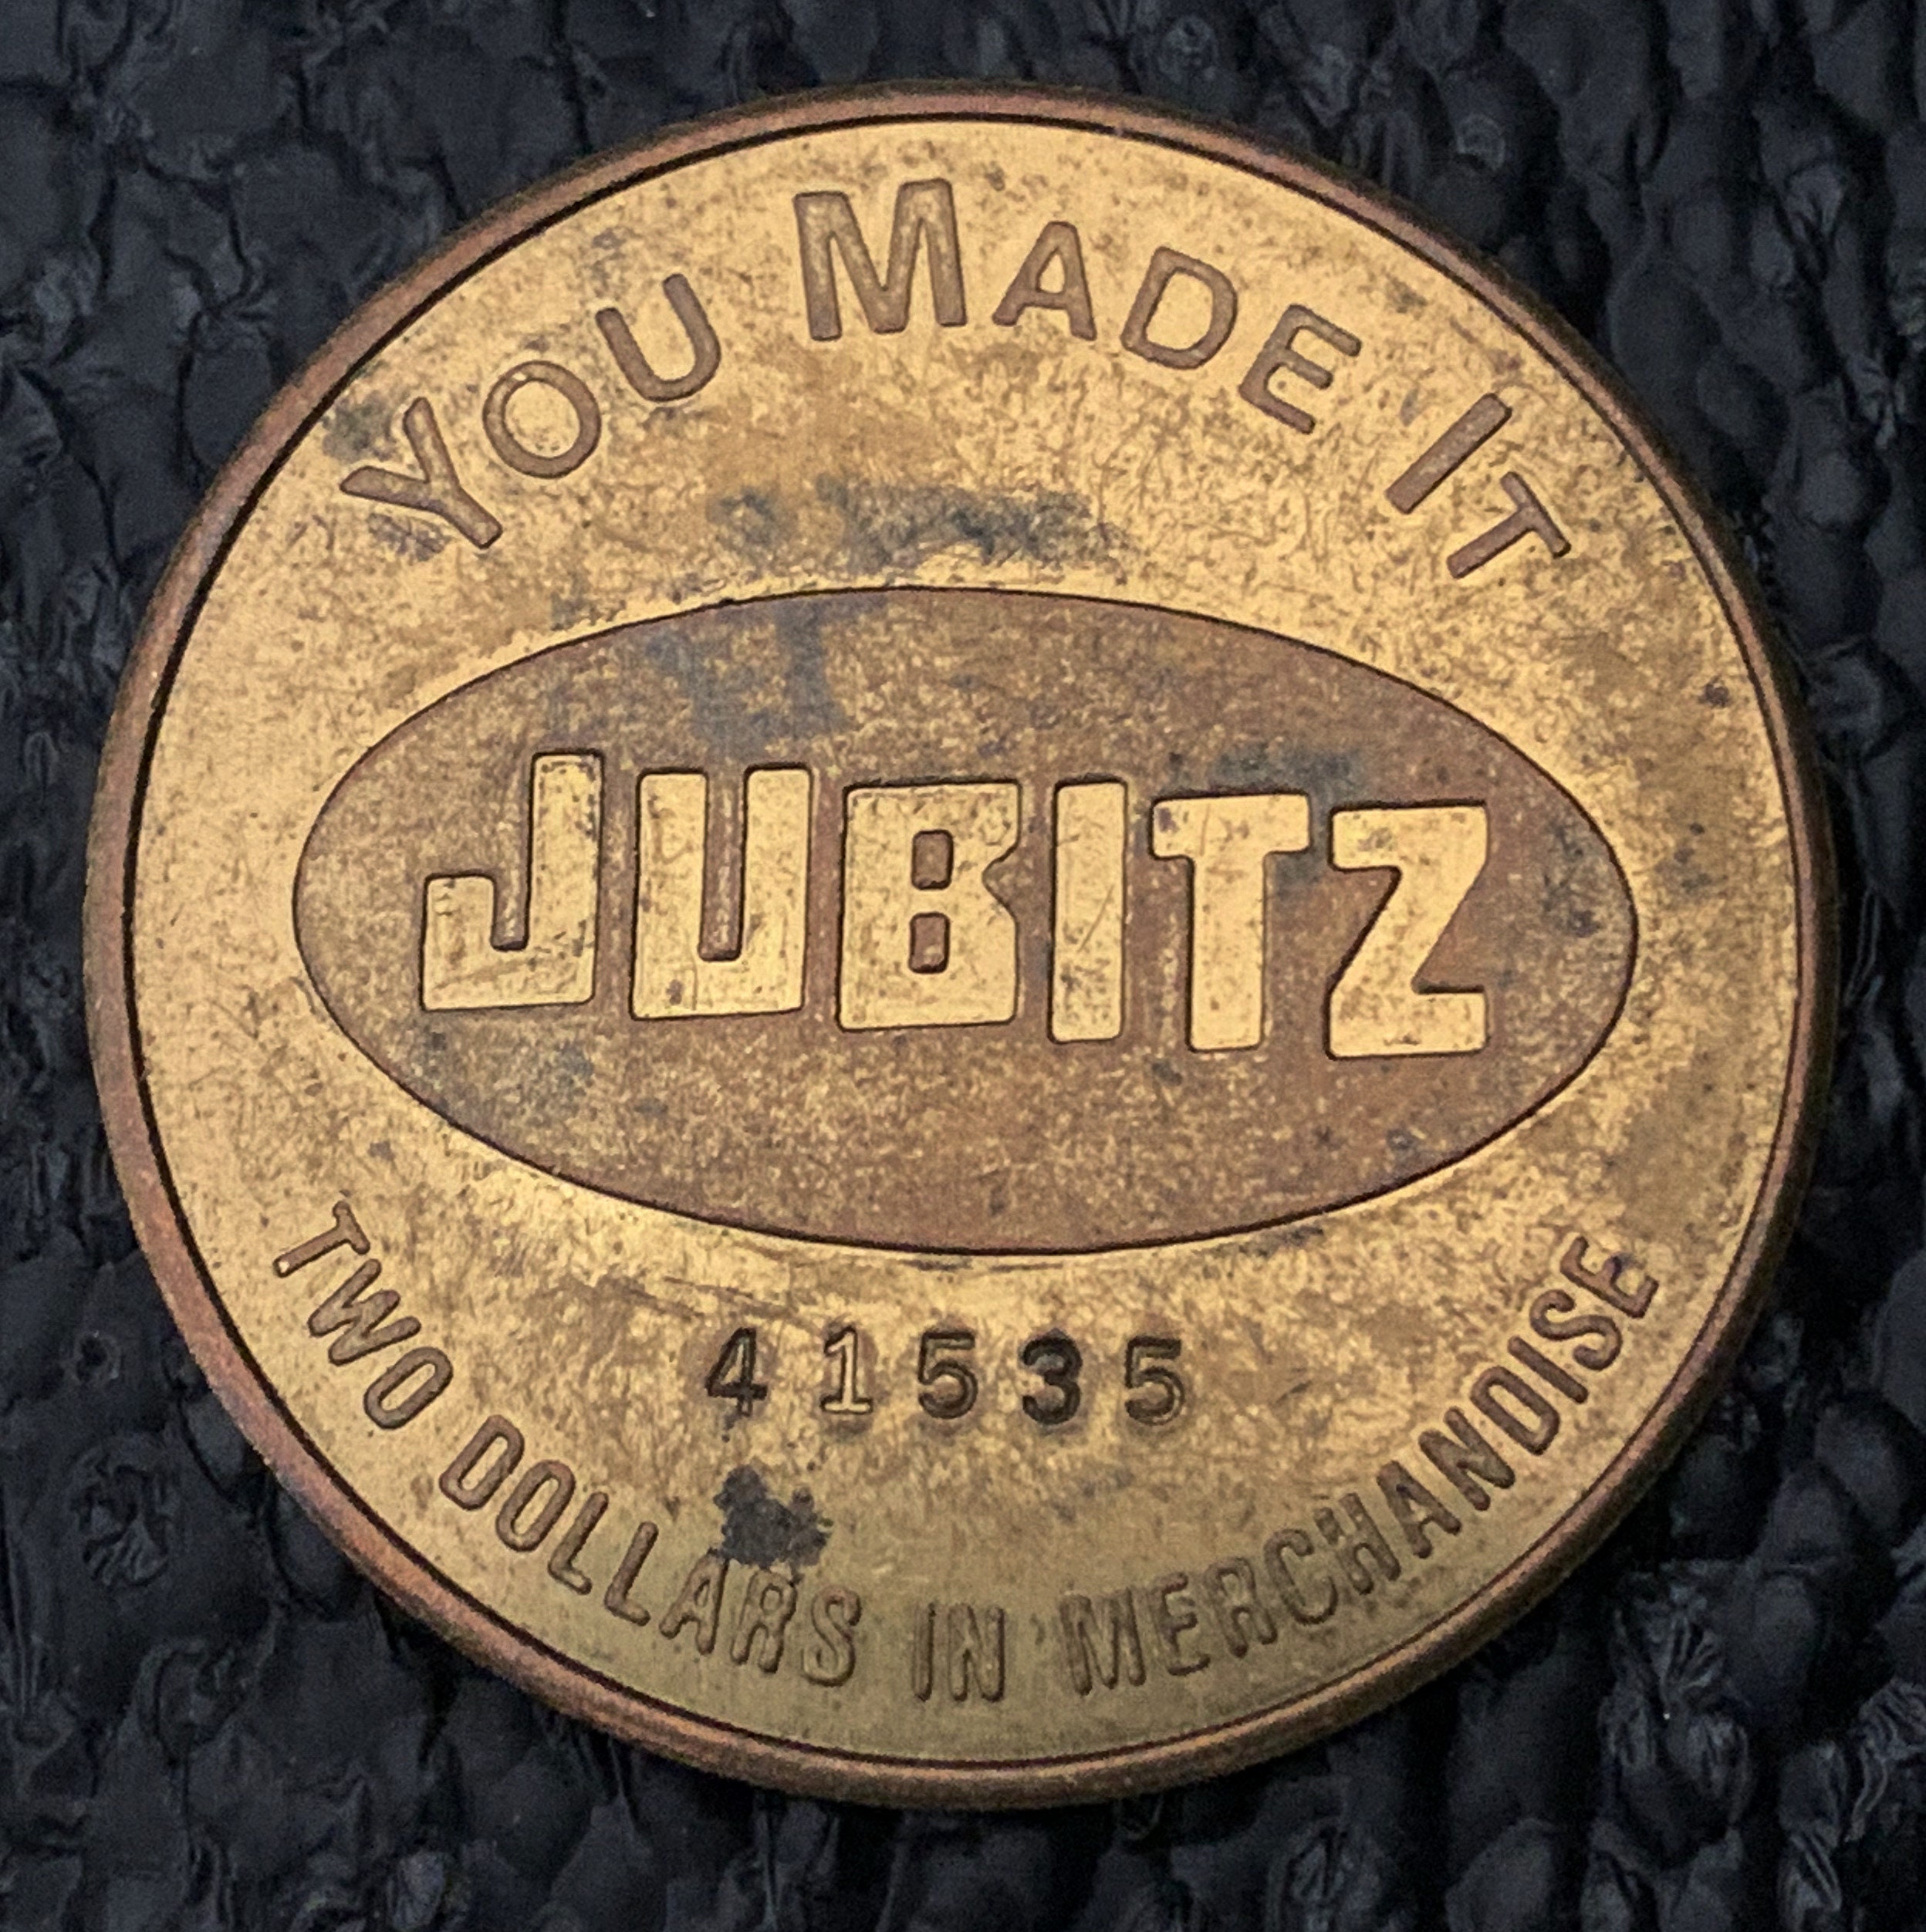 YOU MADE IT
JUBITZ
41535
TWO DOLLARS IN MERCHANDISE